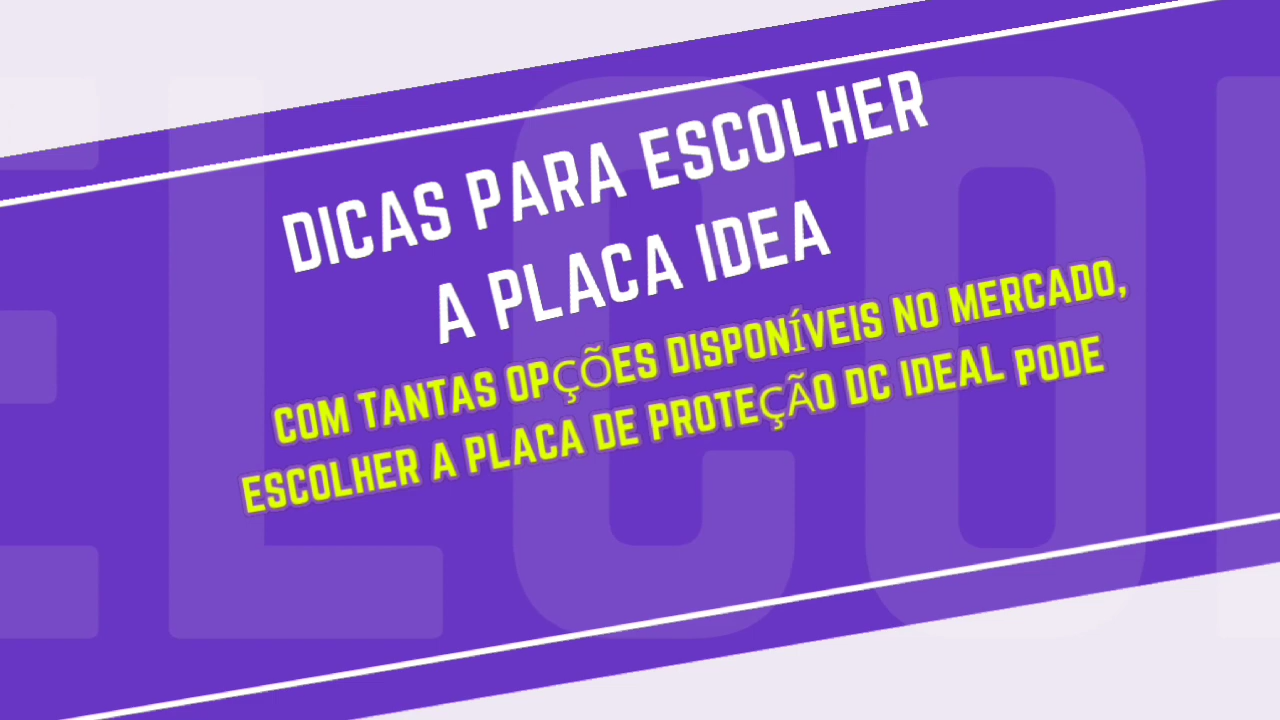 DICAS PARA ESCOLHER
A PLACA IDEA
COM TANTAS OPÇÕES DISPONÍVEIS NO MERCADO,
ESCOLHER A PLACA DE PROTEÇÃO DC IDEAL PODE